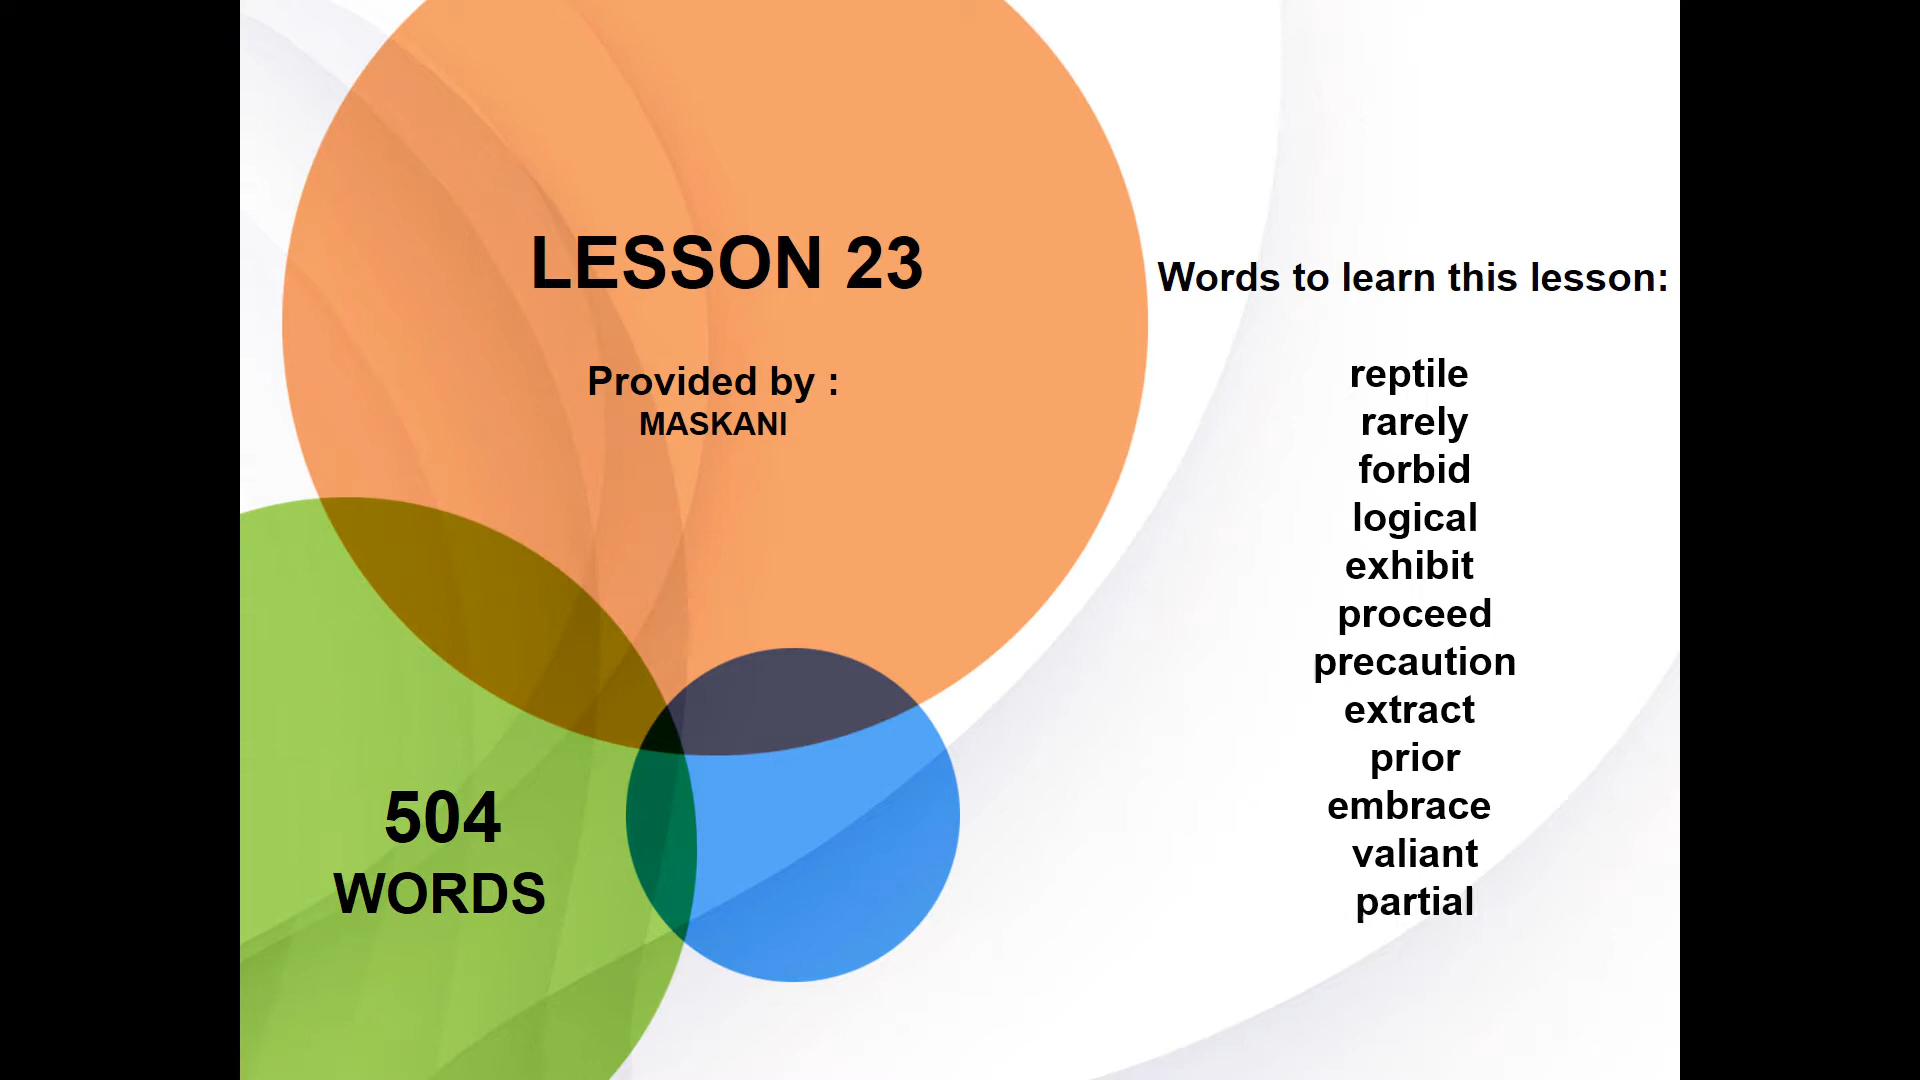 LESSON 23
Provided by :
MASKANI
504
WORDS
Words to learn this lesson:
reptile
rarely
forbid
logical
exhibit
proceed
precaution
extract
prior
embrace
valiant
partial